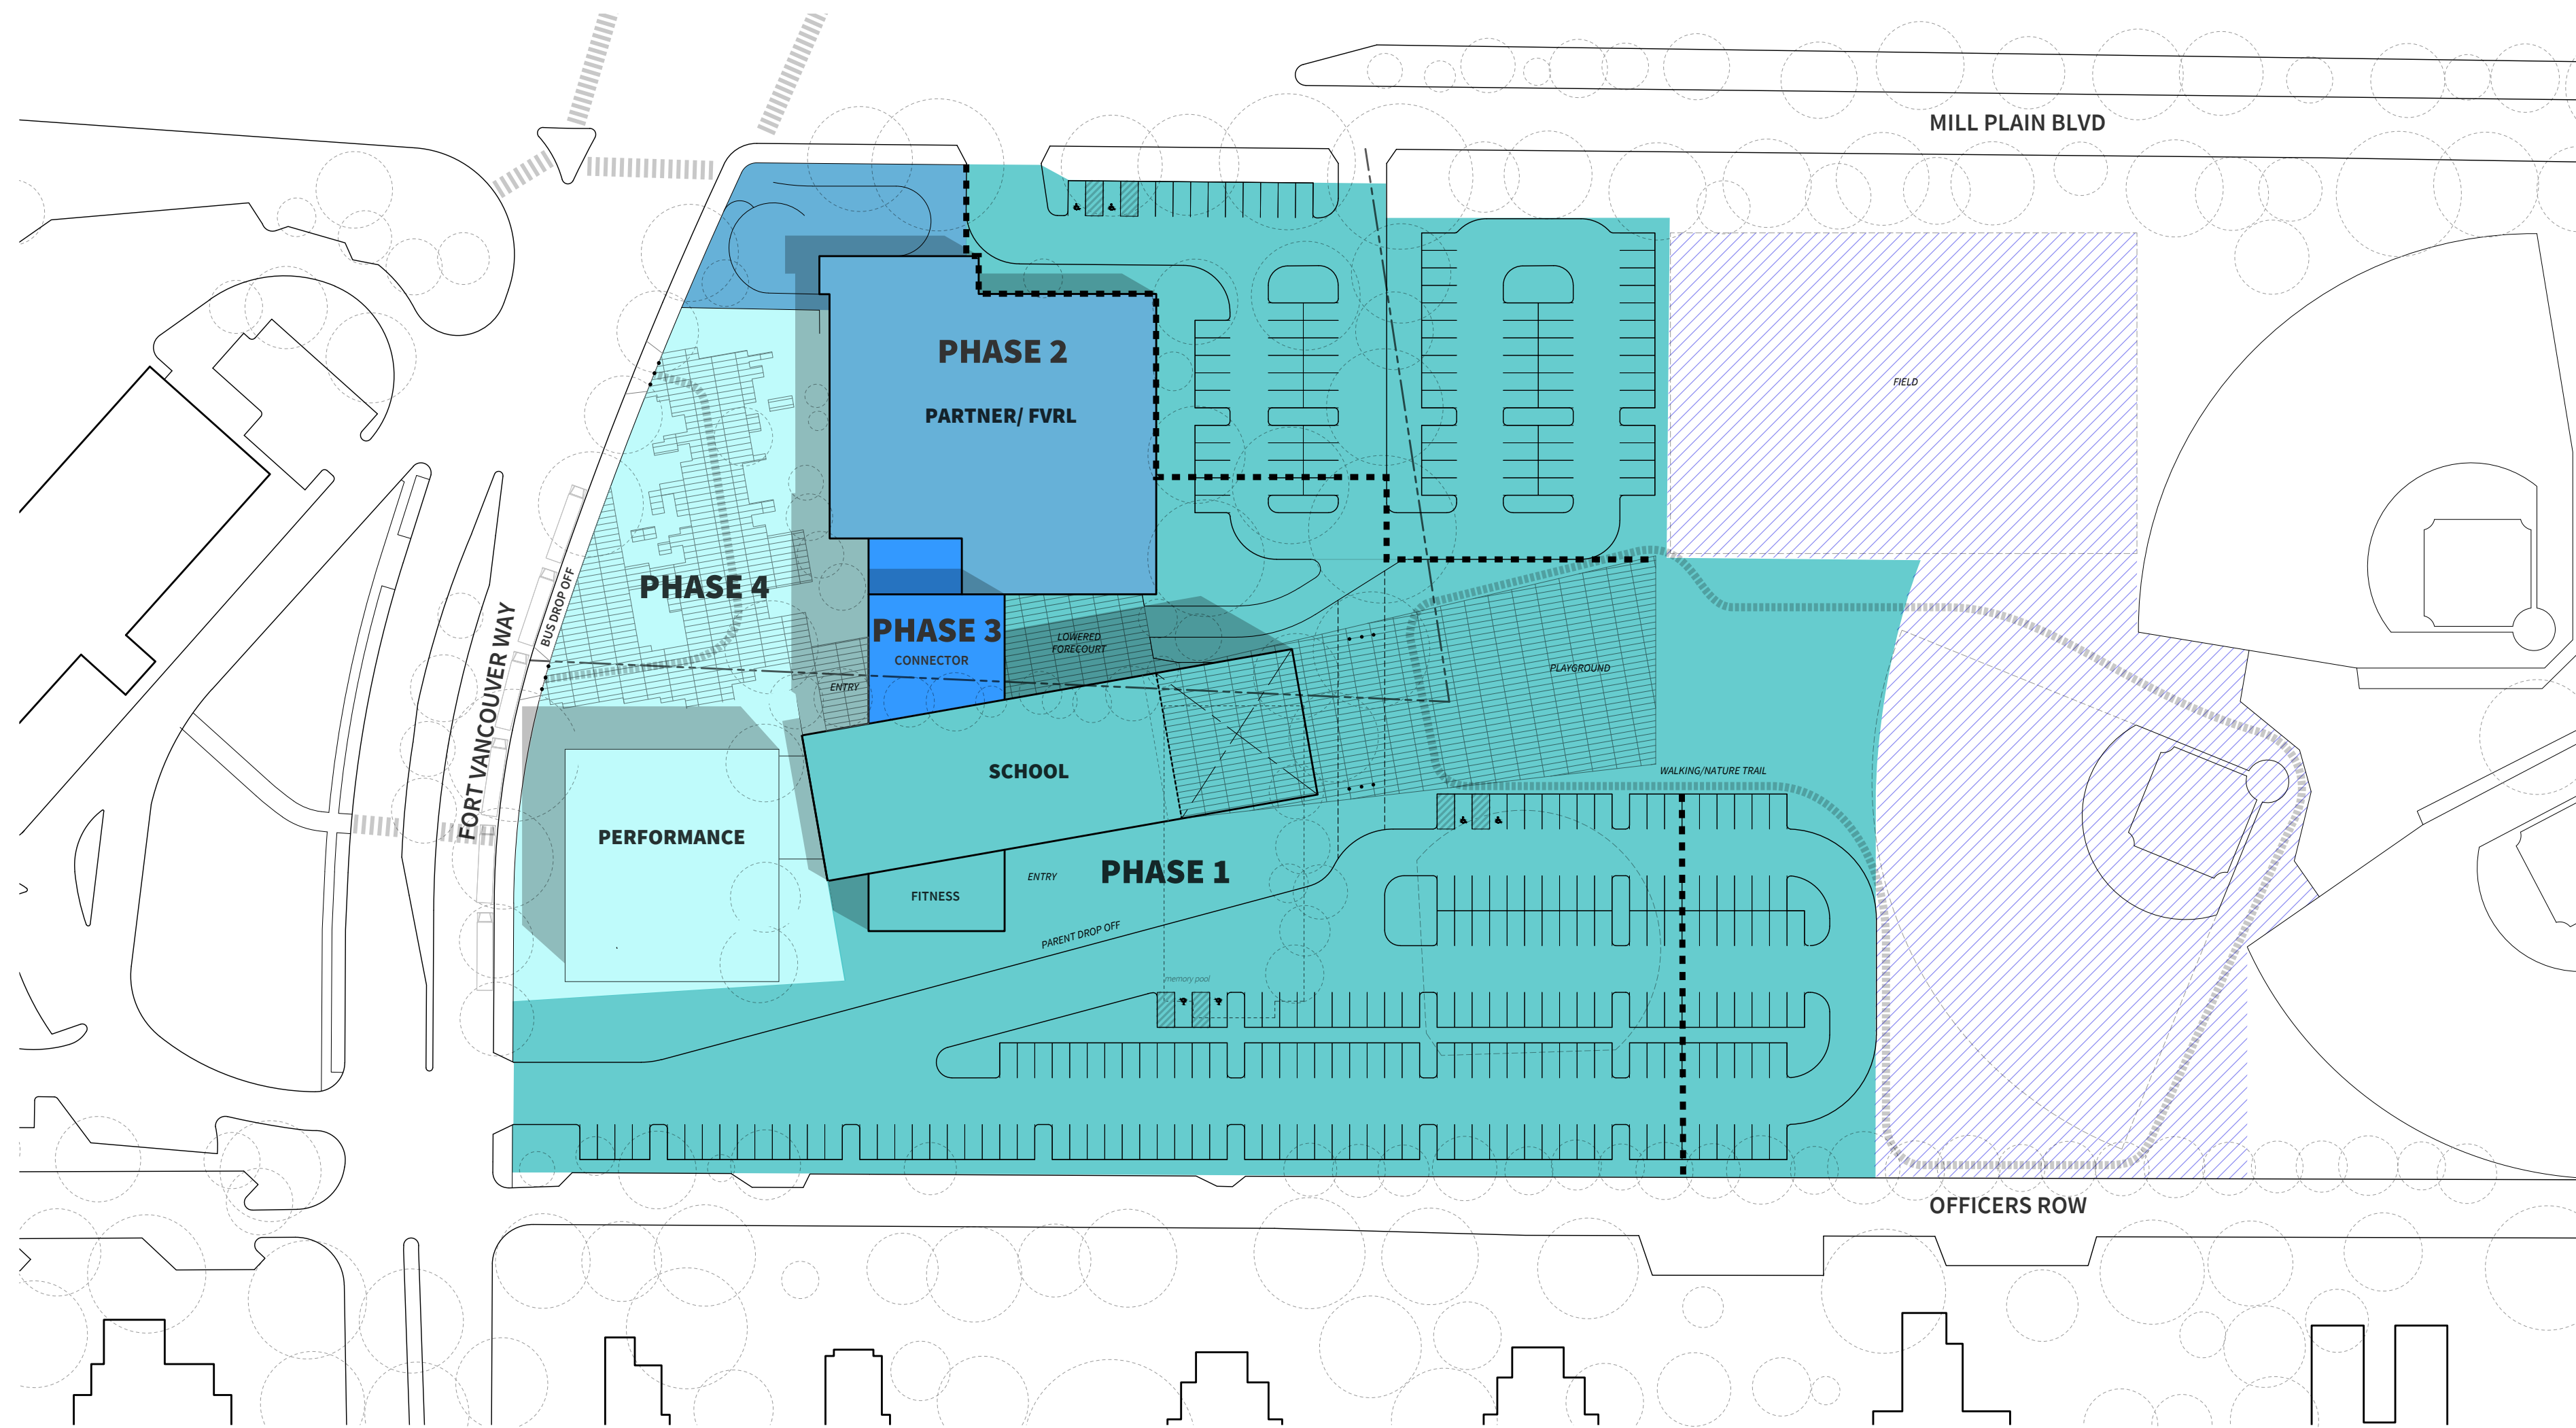 MILL PLAIN BLVD
PHASE 2
PARTNER/ FVRL
FIELD
PHASE 4
BUS DROP OFF
FORT VANCOUVER WAY
PHASE 3
CONNECTOR
LOWERED
FORECOURT
ENTRY
PLAYGROUND
SCHOOL
WALKING/NATURE TRAIL
PERFORMANCE
PHASE 1
ENTRY
FITNESS
PARENT DROP OFF
memory pool
OFFICERS ROW